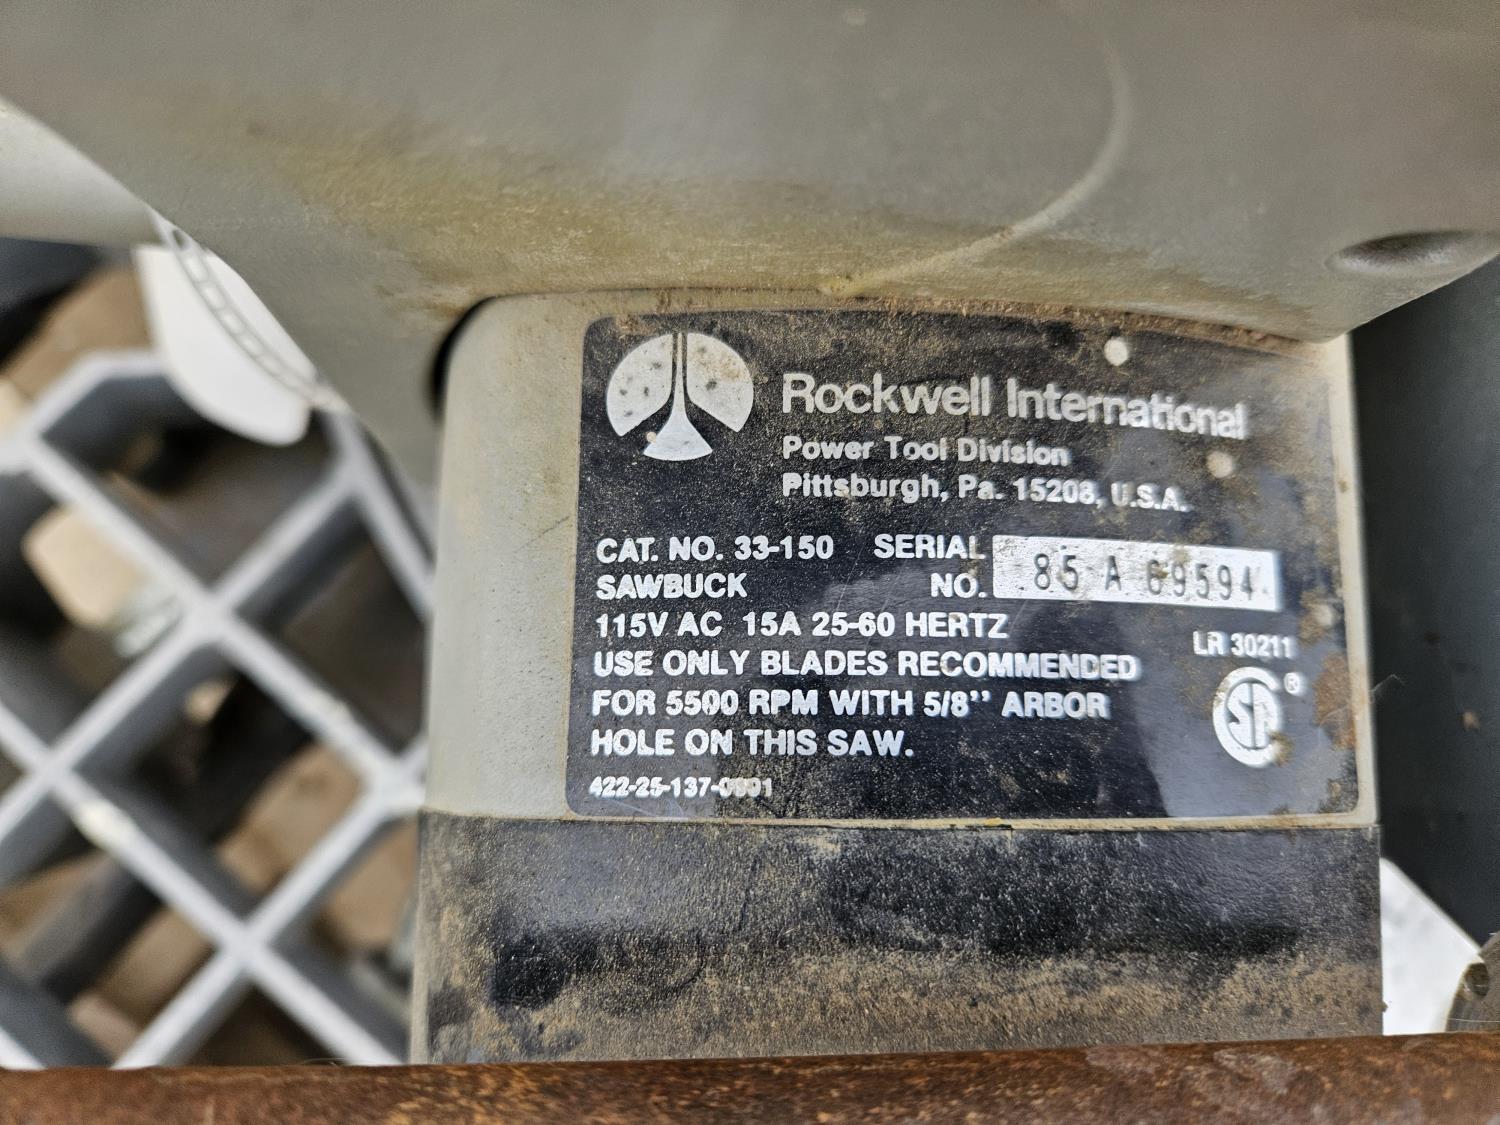 Rockwell International
Power Tool Division
Pittsburgh, Pa. 15208, U.S.A.
CAT. NO. 33-150 SERIAL
SAWBUCK NO. 85 A 69594
115V AC 15A 25-60 HERTZ
LR 30211
USE ONLY BLADES RECOMMENDED
FOR 5500 RPM WITH 5/8" ARBOR
HOLE ON THIS SAW.
SA ®